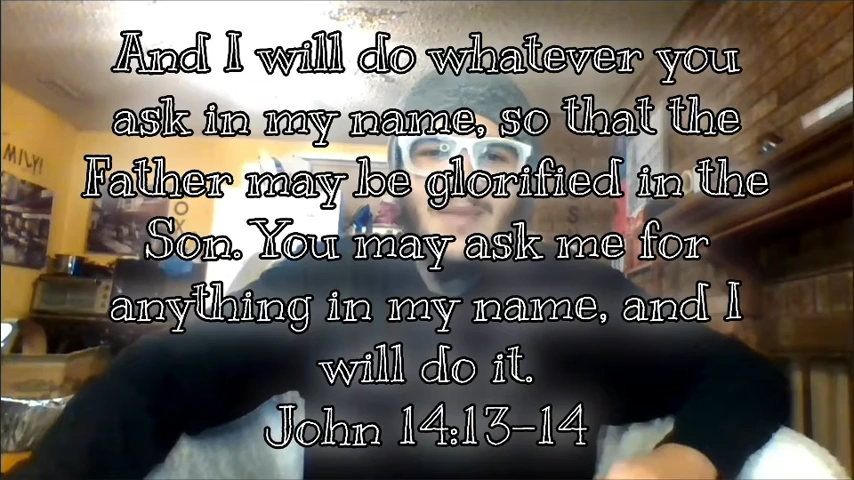 And I will do whatever you
ask in my name, so that the
Father may be glorified in the
Son. You may ask me for
anything in my name, and I
will do it.
John 14:13-14
MILY!